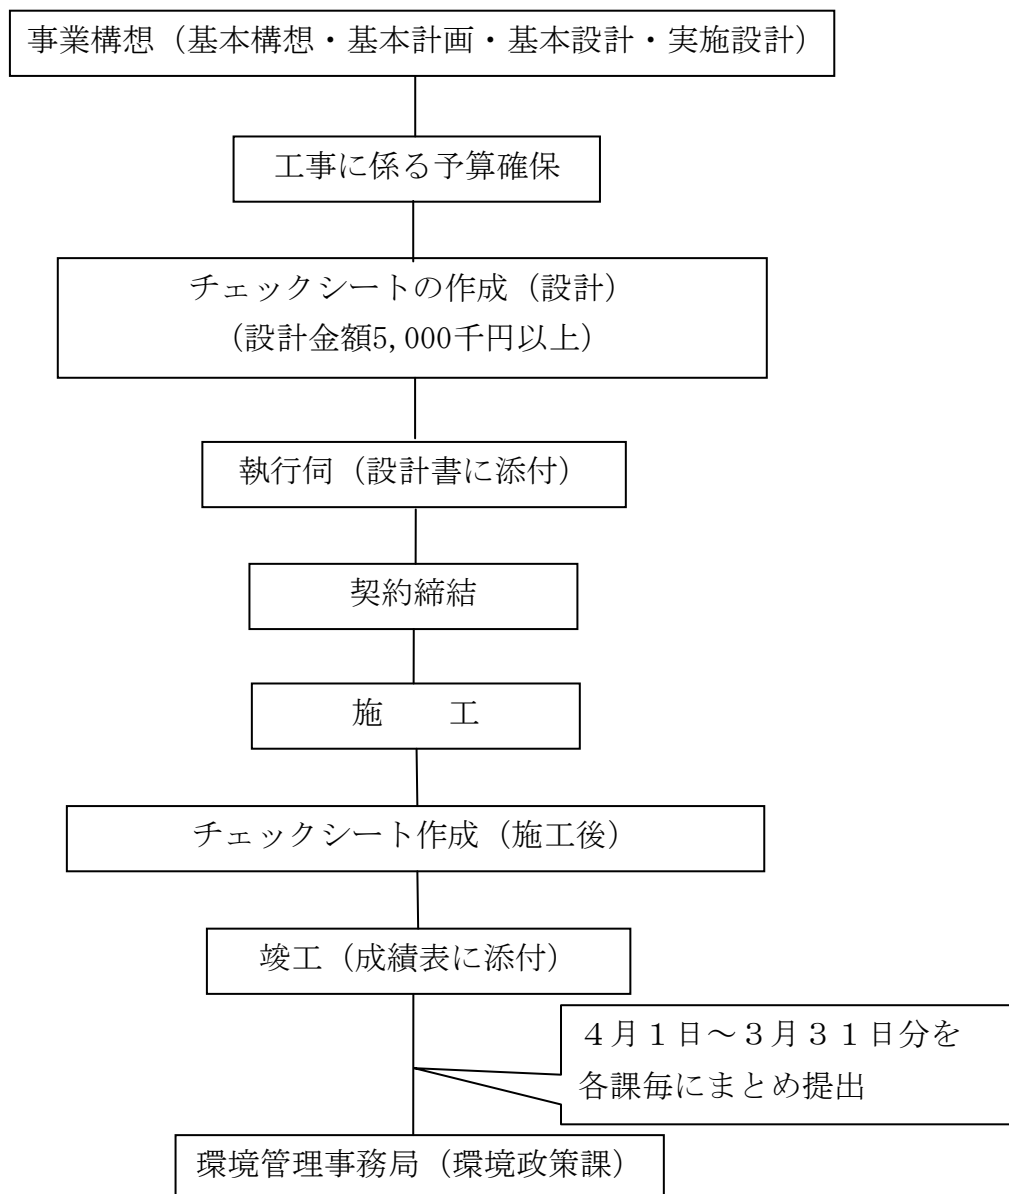 事業構想（基本構想・基本計画・基本設計・実施設計）
工事に係る予算確保
チェックシートの作成（設計）
（設計金額5,000千円以上）
執行伺（設計書に添付）
契約締結
施　　工
チェックシート作成（施工後）
竣工（成績表に添付）
４月１日～３月３１日分を
各課毎にまとめ提出
環境管理事務局（環境政策課）